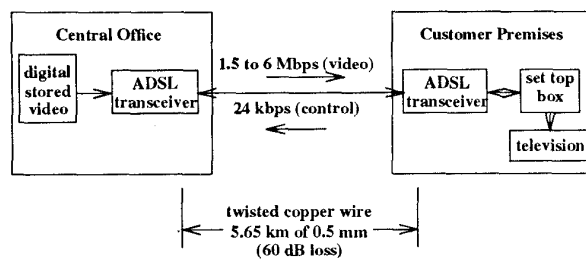 Central Office
digital
stored
video
ADSL
transceiver
1.5 to 6 Mbps (video)
24 kbps (control)
Customer Premises
ADSL
transceiver
set top
box
television
twisted copper wire
5.65 km of 0.5 mm
(60 dB loss)